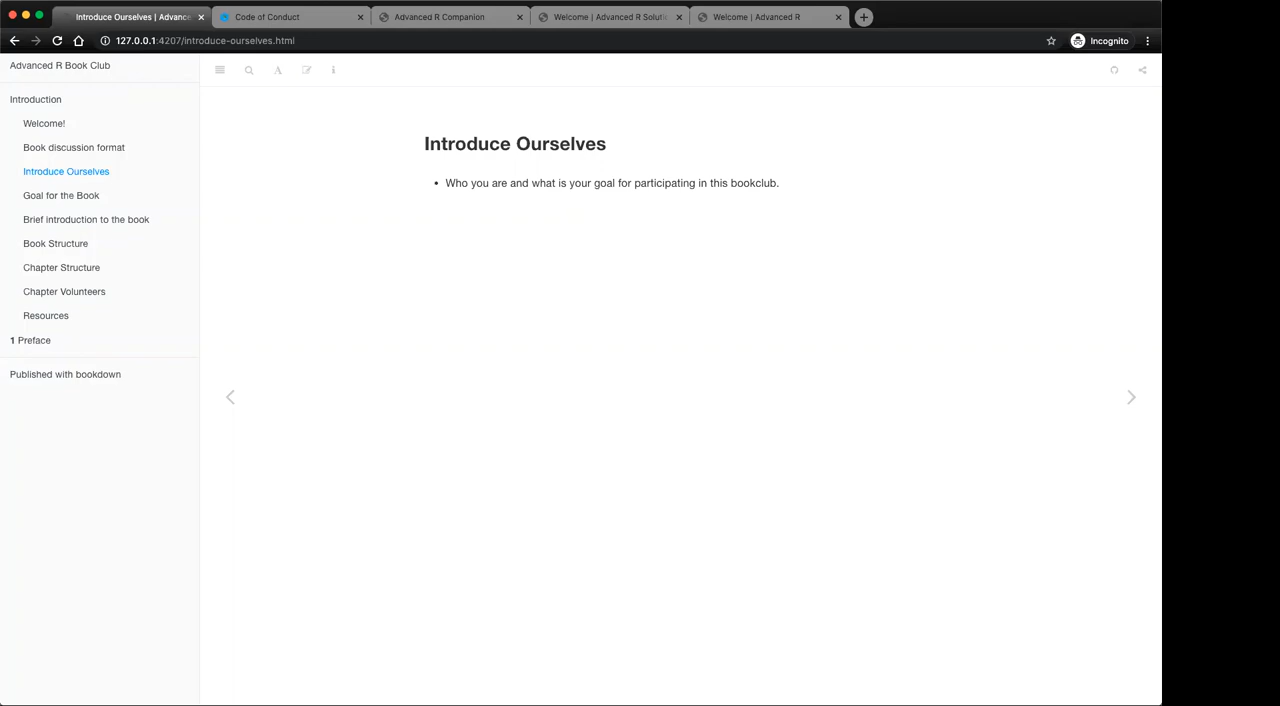 Introduce Ourselves | Advanc
Code of Conduct
Advanced R Companion
Welcome | Advanced R Soluti
Welcome | Advanced R
127.0.0.1:4207/introduce-ourselves.html
Incognito
Advanced R Book Club
Introduction
Welcome!
Book discussion format
Introduce Ourselves
Goal for the Book
Brief introduction to the book
Book Structure
Chapter Structure
Chapter Volunteers
Resources
1 Preface
Published with bookdown
Introduce Ourselves
• Who you are and what is your goal for participating in this bookclub.